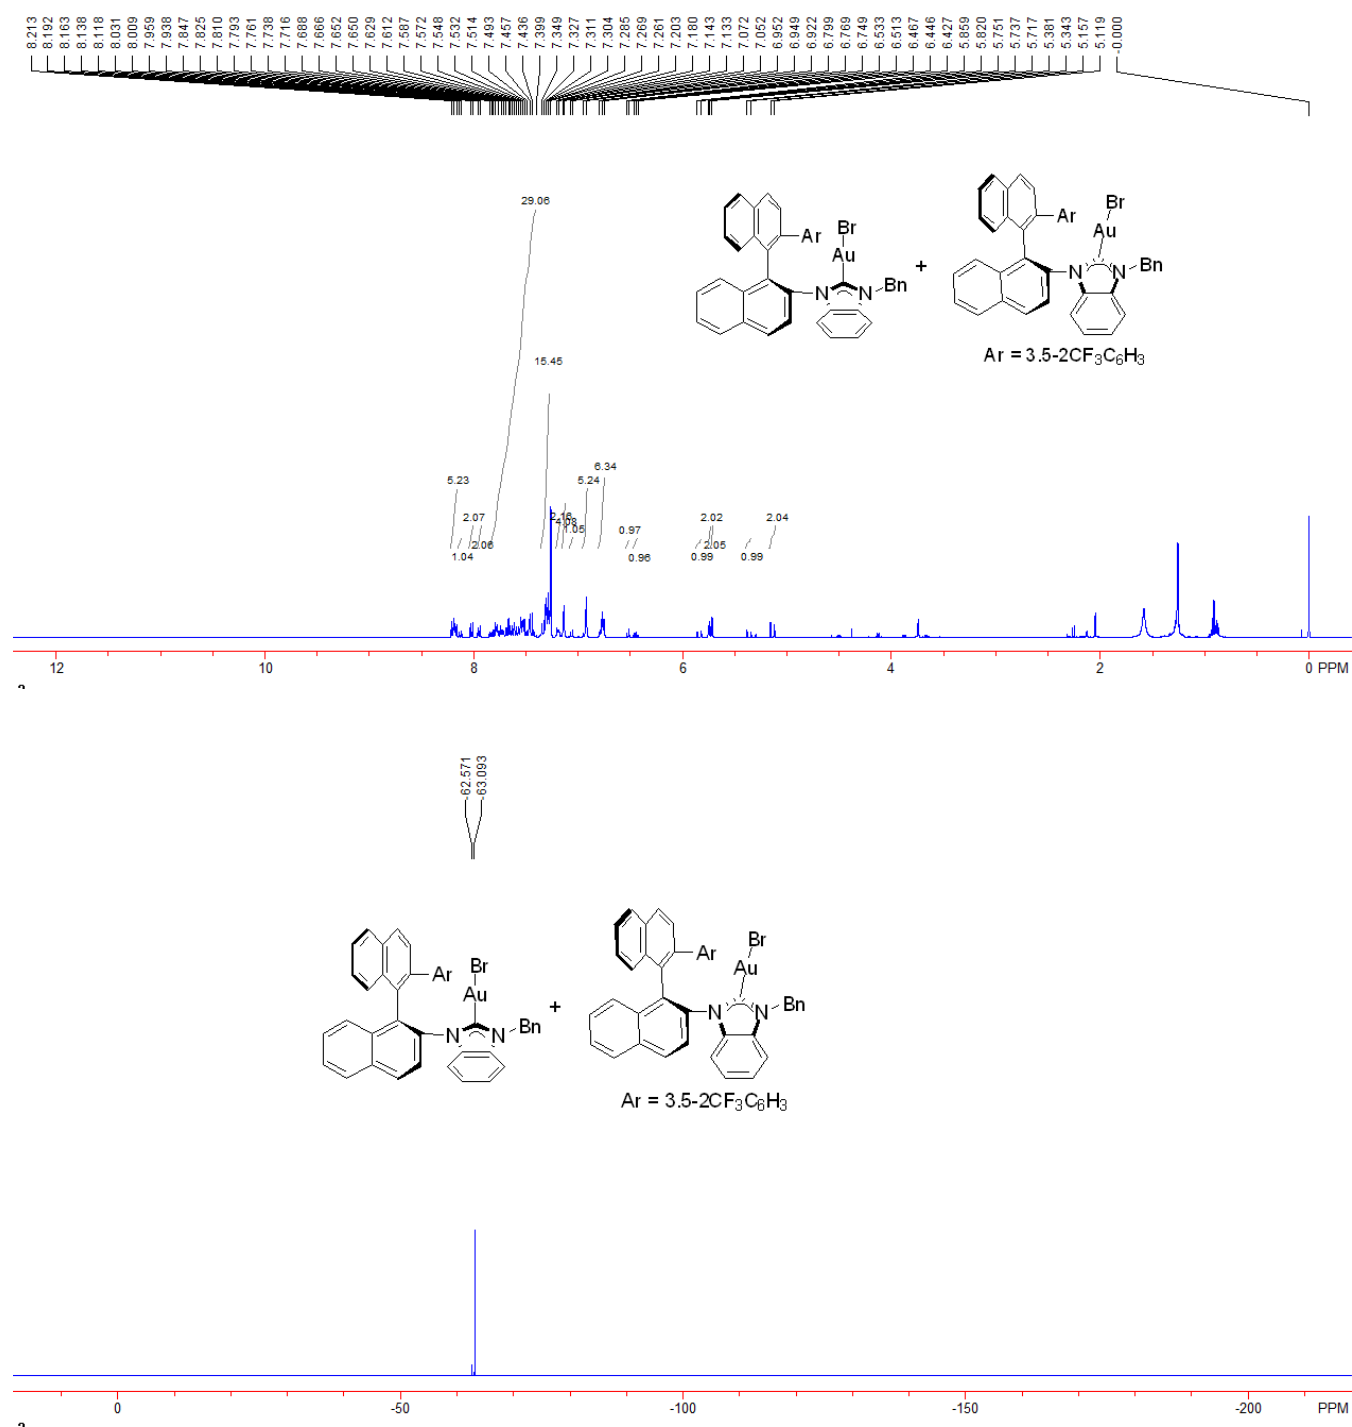 8.213 8.192 8.163 8.138 8.118 8.031 8.009 7.959 7.938 7.847 7.825 7.810 7.793 7.761 7.738 7.716 7.688 7.666 7.652 7.650 7.629 7.612 7.587 7.572 7.548 7.532 7.514 7.493 7.457 7.436 7.399 7.349 7.327 7.311 7.304 7.285 7.269 7.261 7.203 7.180 7.143 7.133 7.072 7.052 6.952 6.949 6.922 6.799 6.769 6.749 6.533 6.513 6.467 6.446 6.427 5.859 5.820 5.751 5.737 5.717 5.381 5.343 5.157 5.119 -0.000
29.06
15.45
5.23 2.07 4.08 1.05 5.24 6.34 0.97 2.02 2.04
1.04 2.06 0.96 0.99 2.05 0.99
Ar Br Au N N Bn + Ar Br Au N N Bn
Ar = 3.5-2CF3C6H3
12 10 8 6 4 2 0 PPM
-62.571 -63.093
Ar Br Au N N Bn + Ar Br Au N N Bn
Ar = 3.5-2CF3C6H3
0 -50 -100 -150 -200 PPM